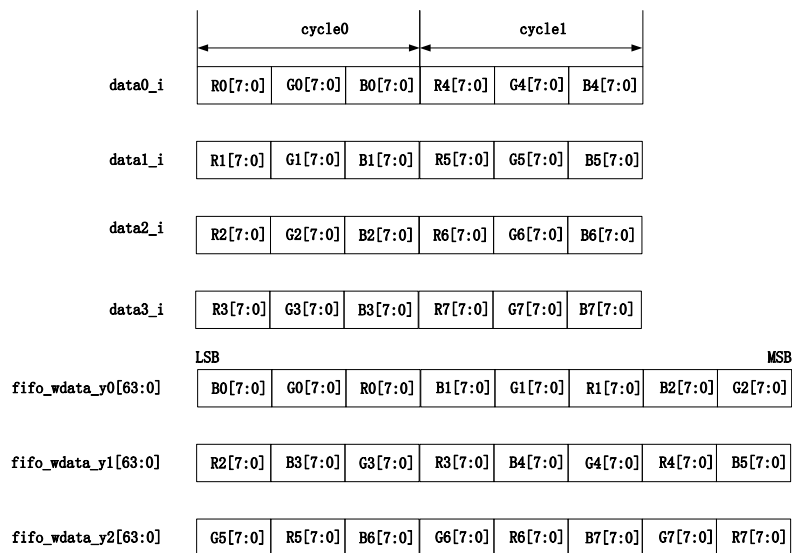 cycle0 cycle1
data0_i R0[7:0] G0[7:0] B0[7:0] R4[7:0] G4[7:0] B4[7:0]
data1_i R1[7:0] G1[7:0] B1[7:0] R5[7:0] G5[7:0] B5[7:0]
data2_i R2[7:0] G2[7:0] B2[7:0] R6[7:0] G6[7:0] B6[7:0]
data3_i R3[7:0] G3[7:0] B3[7:0] R7[7:0] G7[7:0] B7[7:0]
LSB MSB
fifo_wdata_y0[63:0] B0[7:0] G0[7:0] R0[7:0] B1[7:0] G1[7:0] R1[7:0] B2[7:0] G2[7:0]
fifo_wdata_y1[63:0] R2[7:0] B3[7:0] G3[7:0] R3[7:0] B4[7:0] G4[7:0] R4[7:0] B5[7:0]
fifo_wdata_y2[63:0] G5[7:0] R5[7:0] B6[7:0] G6[7:0] R6[7:0] B7[7:0] G7[7:0] R7[7:0]